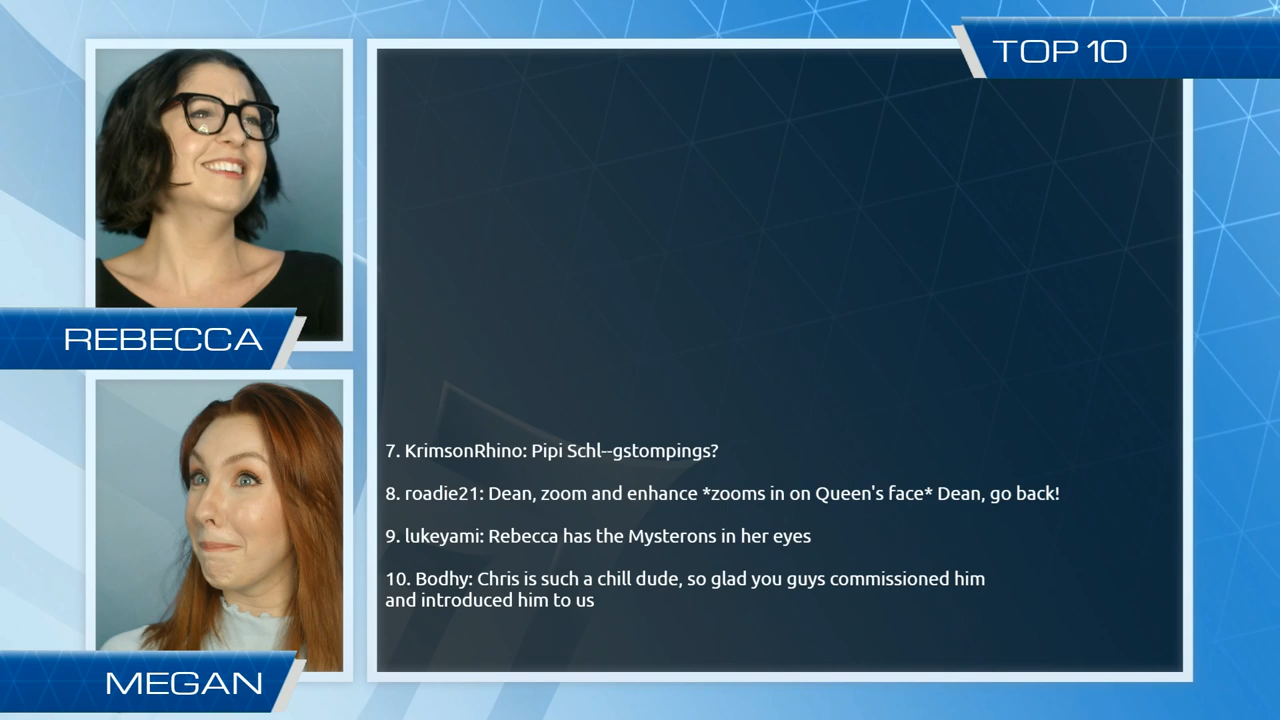 TOP 10
REBECCA
7. KrimsonRhino: Pipi Schl--gstompings?
8. roadie21: Dean, zoom and enhance *zooms in on Queen's face* Dean, go back!
9. lukeyami: Rebecca has the Mysterons in her eyes
10. Bodhy: Chris is such a chill dude, so glad you guys commissioned him
and introduced him to us
MEGAN